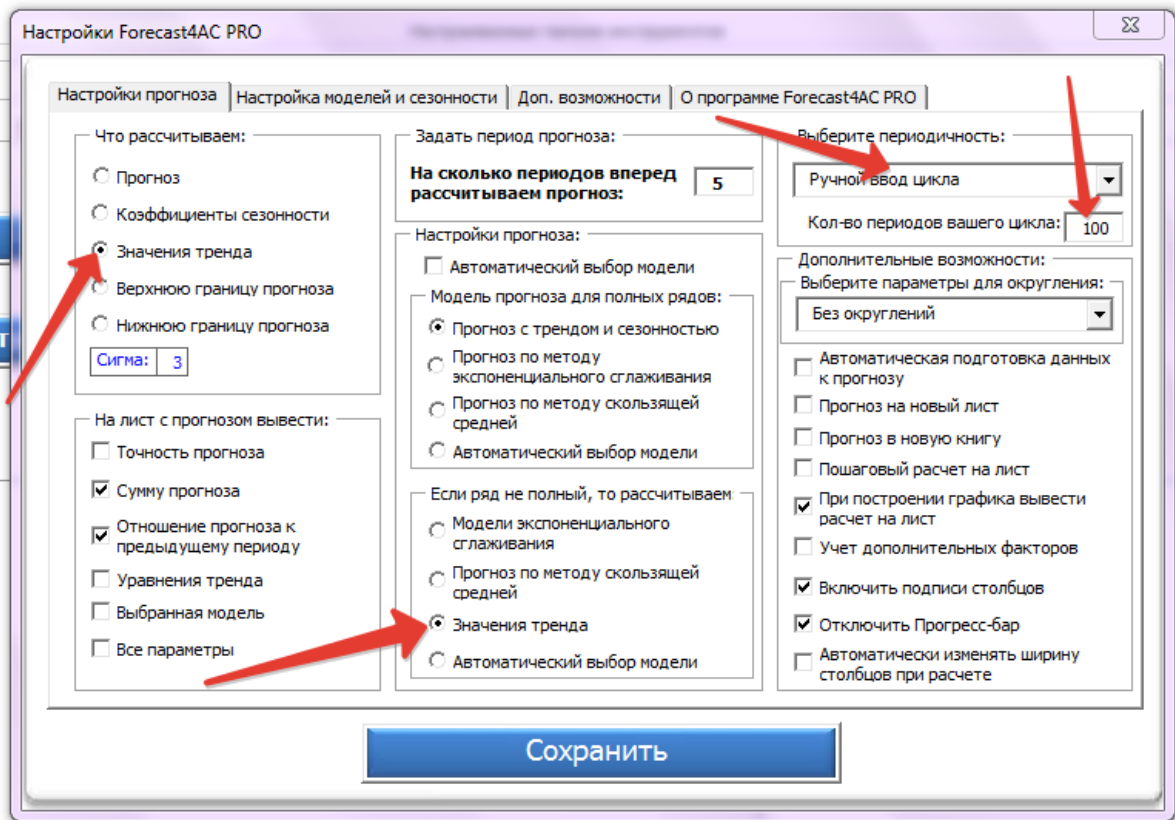 Настройки Forecast4AC PRO
Настройки прогноза
Настройка моделей и сезонности
Доп. возможности
О программе Forecast4AC PRO
Что рассчитываем:
Прогноз
Коэффициенты сезонности
Значения тренда
Верхнюю границу прогноза
Нижнюю границу прогноза
Сигма: 3
На лист с прогнозом вывести:
Точность прогноза
Сумму прогноза
Отношение прогноза к
предыдущему периоду
Уравнения тренда
Выбранная модель
Все параметры
Задать период прогноза:
На сколько периодов вперед
рассчитываем прогноз:
5
Настройки прогноза:
Автоматический выбор модели
Модель прогноза для полных рядов:
Прогноз с трендом и сезонностью
Прогноз по методу
экспоненциального сглаживания
Прогноз по методу скользящей
средней
Автоматический выбор модели
Если ряд не полный, то рассчитываем:
Модели экспоненциального
сглаживания
Прогноз по методу скользящей
средней
Значения тренда
Автоматический выбор модели
Выберите периодичность:
Ручной ввод цикла
Кол-во периодов вашего цикла: 100
Дополнительные возможности:
Выберите параметры для округления:
Без округлений
Автоматическая подготовка данных
к прогнозу
Прогноз на новый лист
Прогноз в новую книгу
Пошаговый расчет на лист
При построении графика вывести
расчет на лист
Учет дополнительных факторов
Включить подписи столбцов
Отключить Прогресс-бар
Автоматически изменять ширину
столбцов при расчете
Сохранить